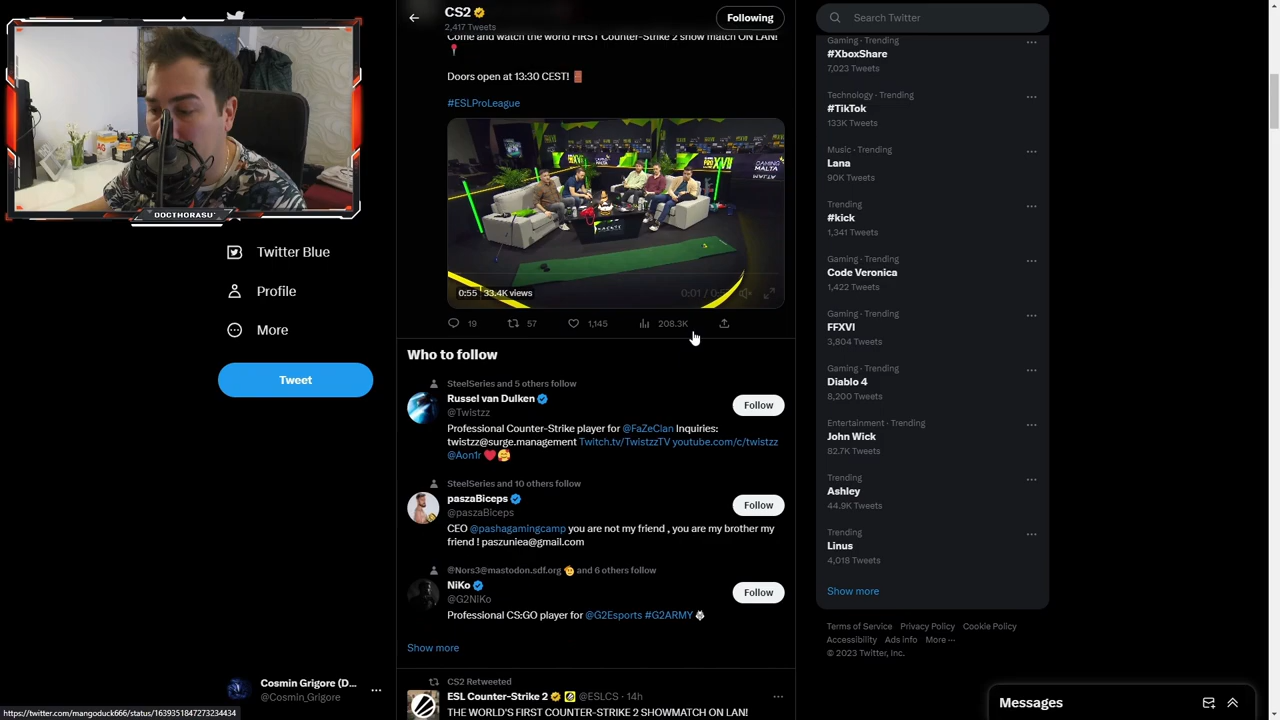 DOCTHORASU
Twitter Blue
Profile
More
Tweet
Cosmin Grigore (D...
@Cosmin_Grigore
https://twitter.com/mangoduck666/status/1639351847273234434
CS2
2,417 Tweets
Following
Come and watch the world FIRST Counter-Strike 2 show match ON LAN!
📍
Doors open at 13:30 CEST! 🚪
#ESLProLeague
0:55 33.4K views
0:01
19 57 1,145 208.3K
Who to follow
SteelSeries and 5 others follow
Russel van Dulken
@Twistzz
Follow
Professional Counter-Strike player for @FaZeClan Inquiries:
twistzz@surge.management Twitch.tv/TwistzzTV youtube.com/c/twistzz
@Aon1r ❤️🥰
SteelSeries and 10 others follow
paszaBiceps
@paszaBiceps
Follow
CEO @pashagamingcamp you are not my friend , you are my brother my
friend ! paszuniea@gmail.com
@Nors3@mastodon.sdf.org 🫡 and 6 others follow
NiKo
@G2NiKo
Follow
Professional CS:GO player for @G2Esports #G2ARMY 🐺
Show more
CS2 Retweeted
ESL Counter-Strike 2 @ESLCS · 14h
THE WORLD'S FIRST COUNTER-STRIKE 2 SHOWMATCH ON LAN!
Search Twitter
Gaming · Trending
#XboxShare
7,023 Tweets
Technology · Trending
#TikTok
133K Tweets
Music · Trending
Lana
90K Tweets
Trending
#kick
1,341 Tweets
Gaming · Trending
Code Veronica
1,422 Tweets
Gaming · Trending
FFXVI
3,804 Tweets
Gaming · Trending
Diablo 4
8,200 Tweets
Entertainment · Trending
John Wick
82.7K Tweets
Trending
Ashley
44.9K Tweets
Trending
Linus
4,018 Tweets
Show more
Terms of Service Privacy Policy Cookie Policy
Accessibility Ads info More ···
© 2023 Twitter, Inc.
Messages